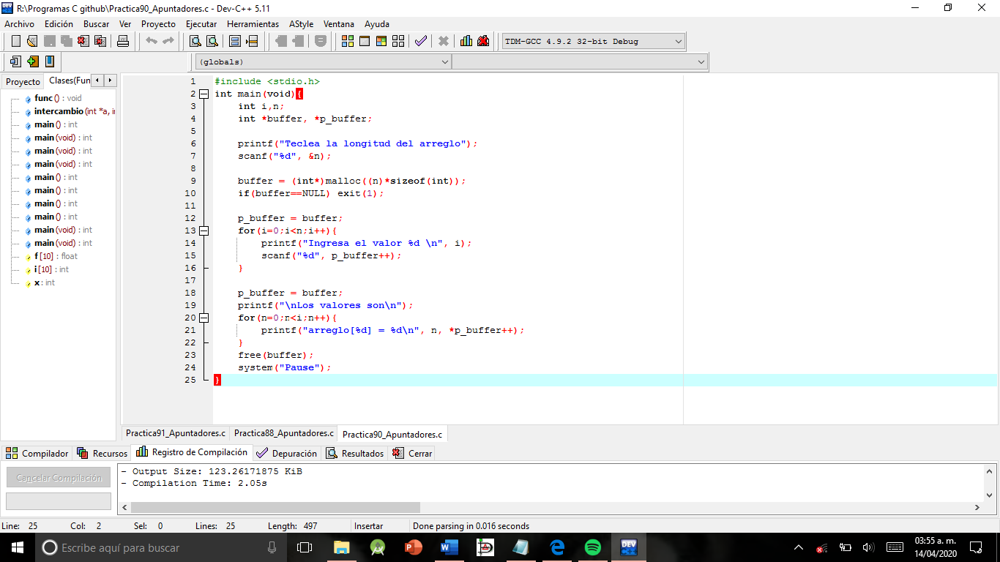 R:\Programas C github\Practica90_Apuntadores.c - Dev-C++ 5.11
Archivo Edición Buscar Ver Proyecto Ejecutar Herramientas AStyle Ventana Ayuda
TDM-GCC 4.9.2 32-bit Debug
(globals)
Proyecto Clases(Fun
func () : void
intercambio (int *a, i
main () : int
main (void) : int
main (void) : int
main (void) : int
main () : int
main () : int
main () : int
main () : int
main (void) : int
main (void) : int
f [10] : float
i [10] : int
x : int
1 #include <stdio.h>
2 int main(void){
3 int i,n;
4 int *buffer, *p_buffer;
5
6 printf("Teclea la longitud del arreglo");
7 scanf("%d", &n);
8
9 buffer = (int*)malloc((n)*sizeof(int));
10 if(buffer==NULL) exit(1);
11
12 p_buffer = buffer;
13 for(i=0;i<n;i++){
14 printf("Ingresa el valor %d \n", i);
15 scanf("%d", p_buffer++);
16 }
17
18 p_buffer = buffer;
19 printf("\nLos valores son\n");
20 for(n=0;n<i;n++){
21 printf("arreglo[%d] = %d\n", n, *p_buffer++);
22 }
23 free(buffer);
24 system("Pause");
25 }
Practica91_Apuntadores.c Practica88_Apuntadores.c Practica90_Apuntadores.c
Compilador Recursos Registro de Compilación Depuración Resultados Cerrar
Cancelar Compilación
- Output Size: 123.26171875 KiB
- Compilation Time: 2.05s
Line: 25 Col: 2 Sel: 0 Lines: 25 Length: 497 Insertar Done parsing in 0.016 seconds
Escribe aquí para buscar
03:55 a. m.
14/04/2020